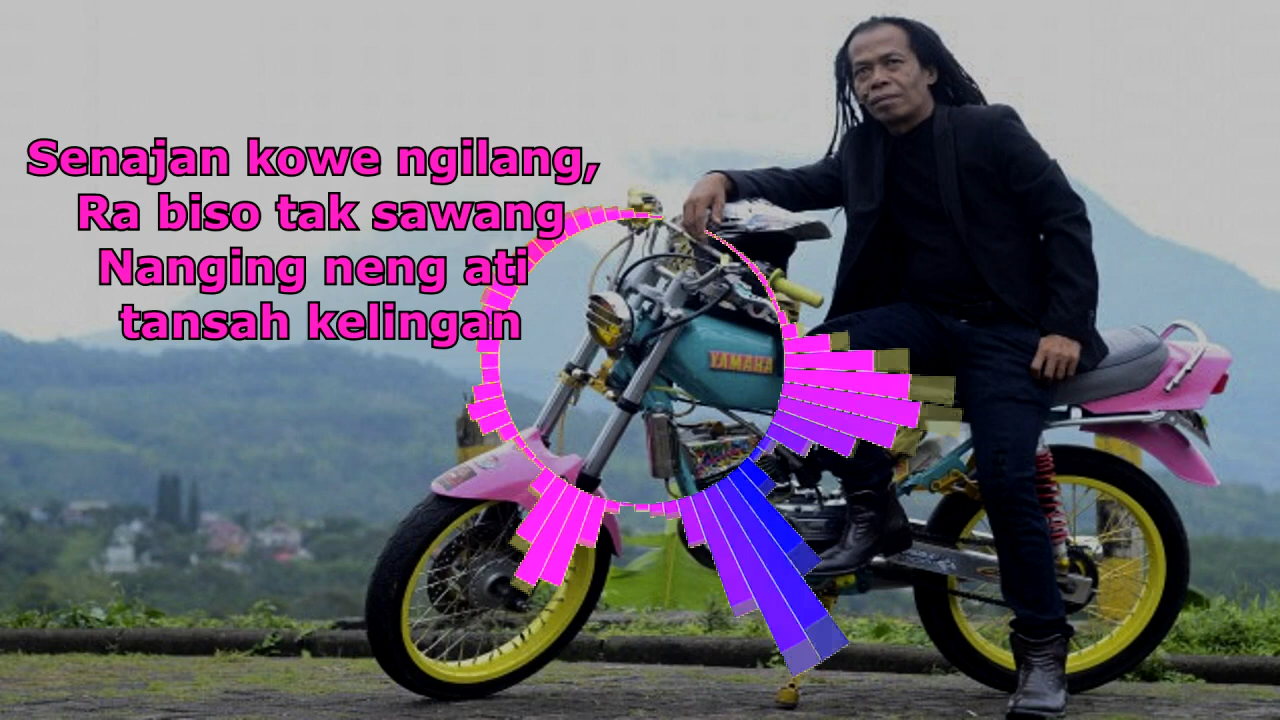 Senajan kowe ngilang,
Ra biso tak sawang
Nanging neng ati
tansah kelingan
YAMAHA